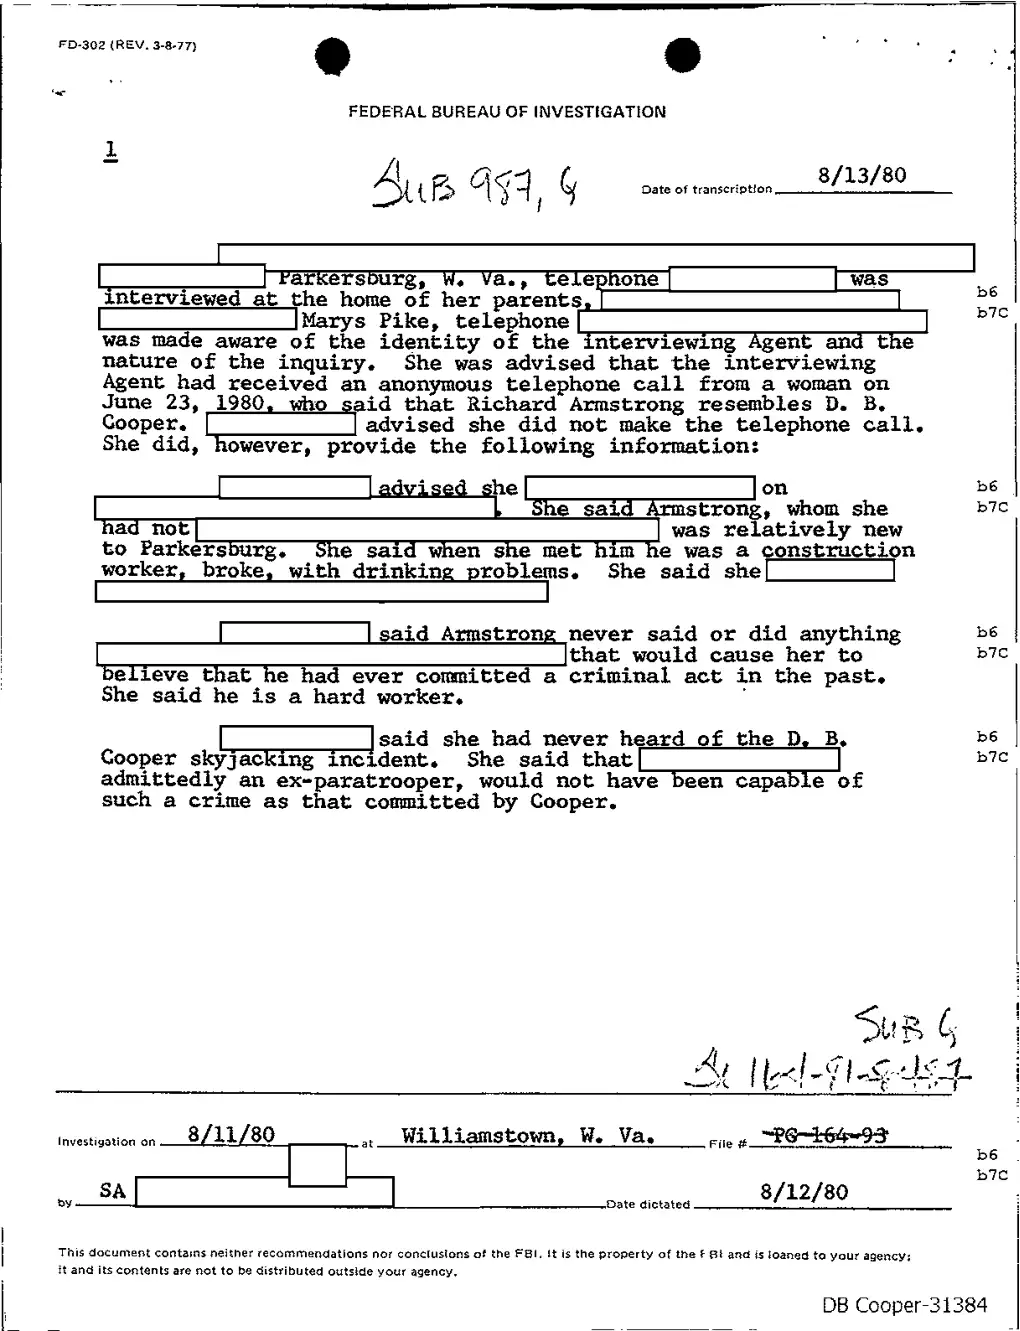 FD-302 (REV. 3-8-77)
FEDERAL BUREAU OF INVESTIGATION
1
SUB 987, G
Date of transcription 8/13/80
Parkersburg, W. Va., telephone was
interviewed at the home of her parents,
Marys Pike, telephone
b6
b7C
was made aware of the identity of the interviewing Agent and the
nature of the inquiry. She was advised that the interviewing
Agent had received an anonymous telephone call from a woman on
June 23, 1980, who said that Richard Armstrong resembles D. B.
Cooper. advised she did not make the telephone call.
She did, however, provide the following information:
advised she on
b6
. She said Armstrong, whom she
b7C
had not was relatively new
to Parkersburg. She said when she met him he was a construction
worker, broke, with drinking problems. She said she
said Armstrong never said or did anything
b6
that would cause her to
b7C
believe that he had ever committed a criminal act in the past.
She said he is a hard worker.
said she had never heard of the D. B.
b6
Cooper skyjacking incident. She said that
b7C
admittedly an ex-paratrooper, would not have been capable of
such a crime as that committed by Cooper.
SUB G
Investigation on 8/11/80 at Williamstown, W. Va. File # PG 164-93
b6
b7C
by SA Date dictated 8/12/80
This document contains neither recommendations nor conclusions of the FBI. It is the property of the FBI and is loaned to your agency;
it and its contents are not to be distributed outside your agency.
DB Cooper-31384